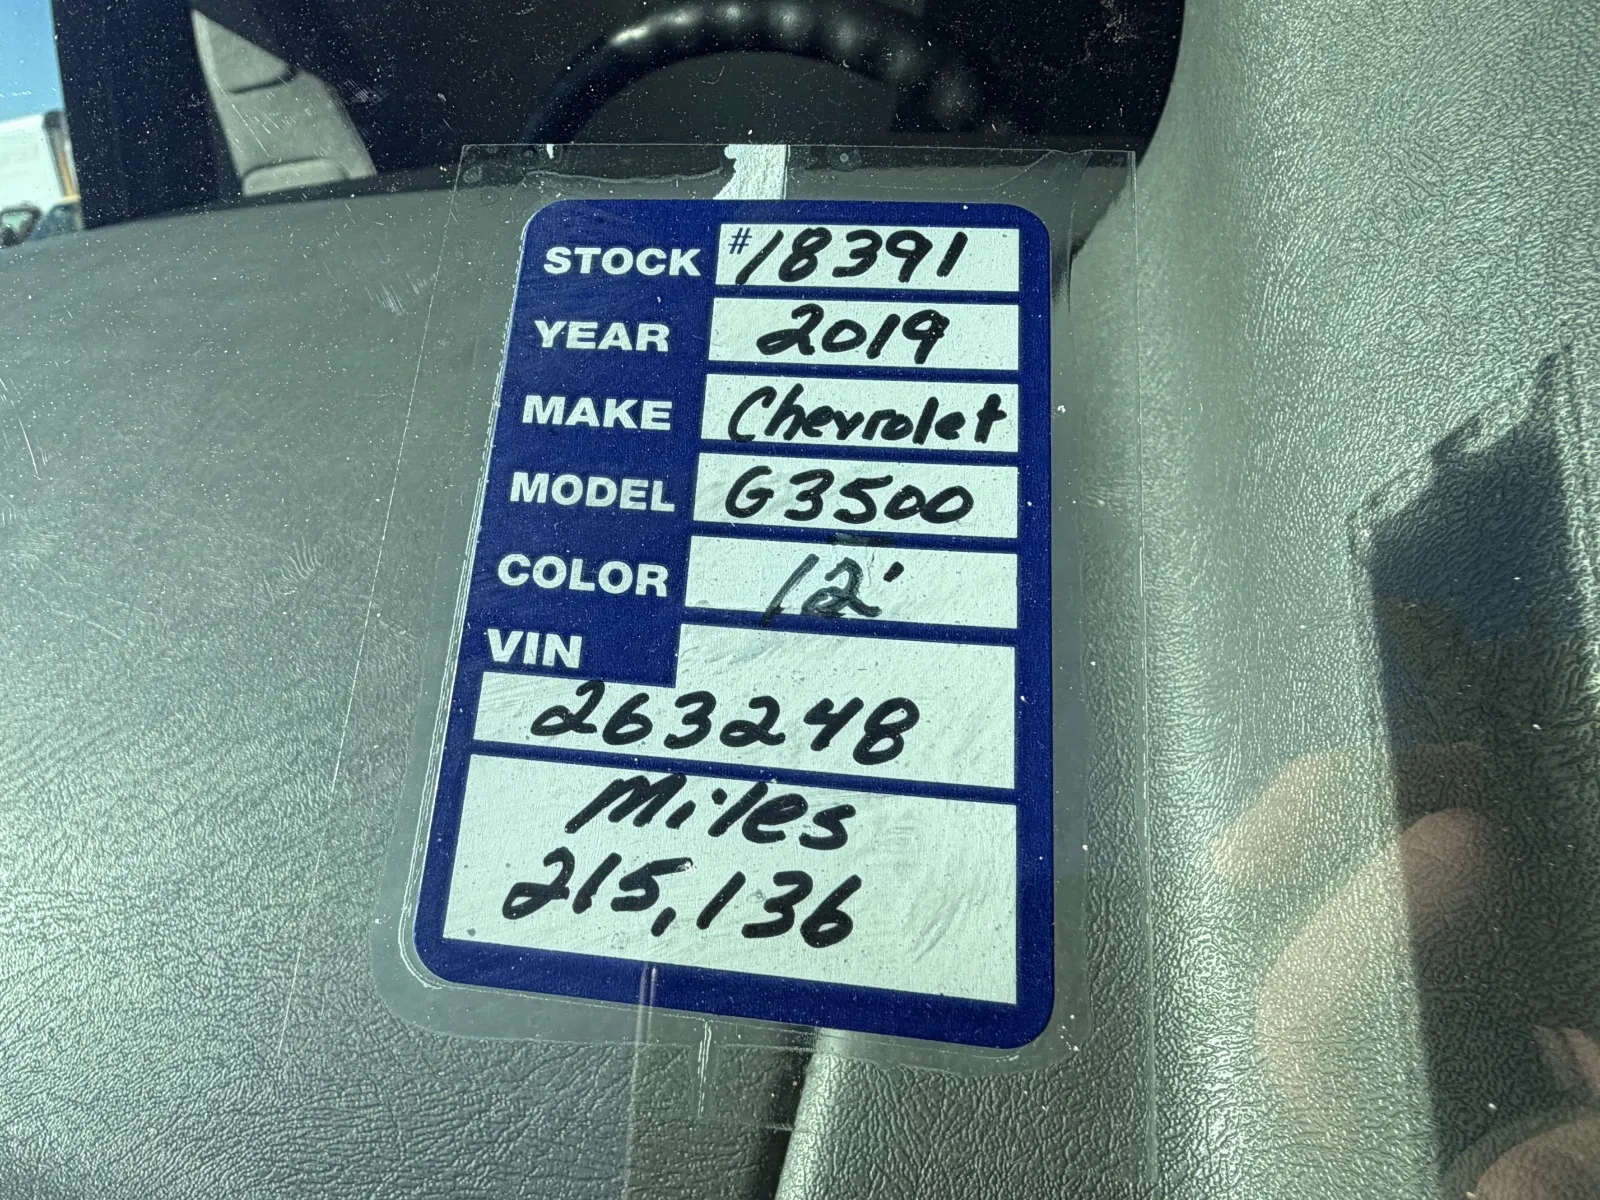 STOCK #18391
YEAR 2019
MAKE Chevrolet
MODEL G3500
COLOR 12'
VIN
263248
Miles
215,136